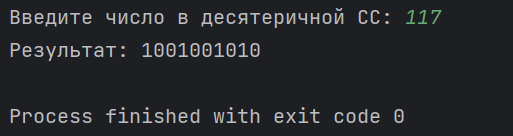 Введите число в десятеричной СС: 117
Результат: 1001001010
Process finished with exit code 0